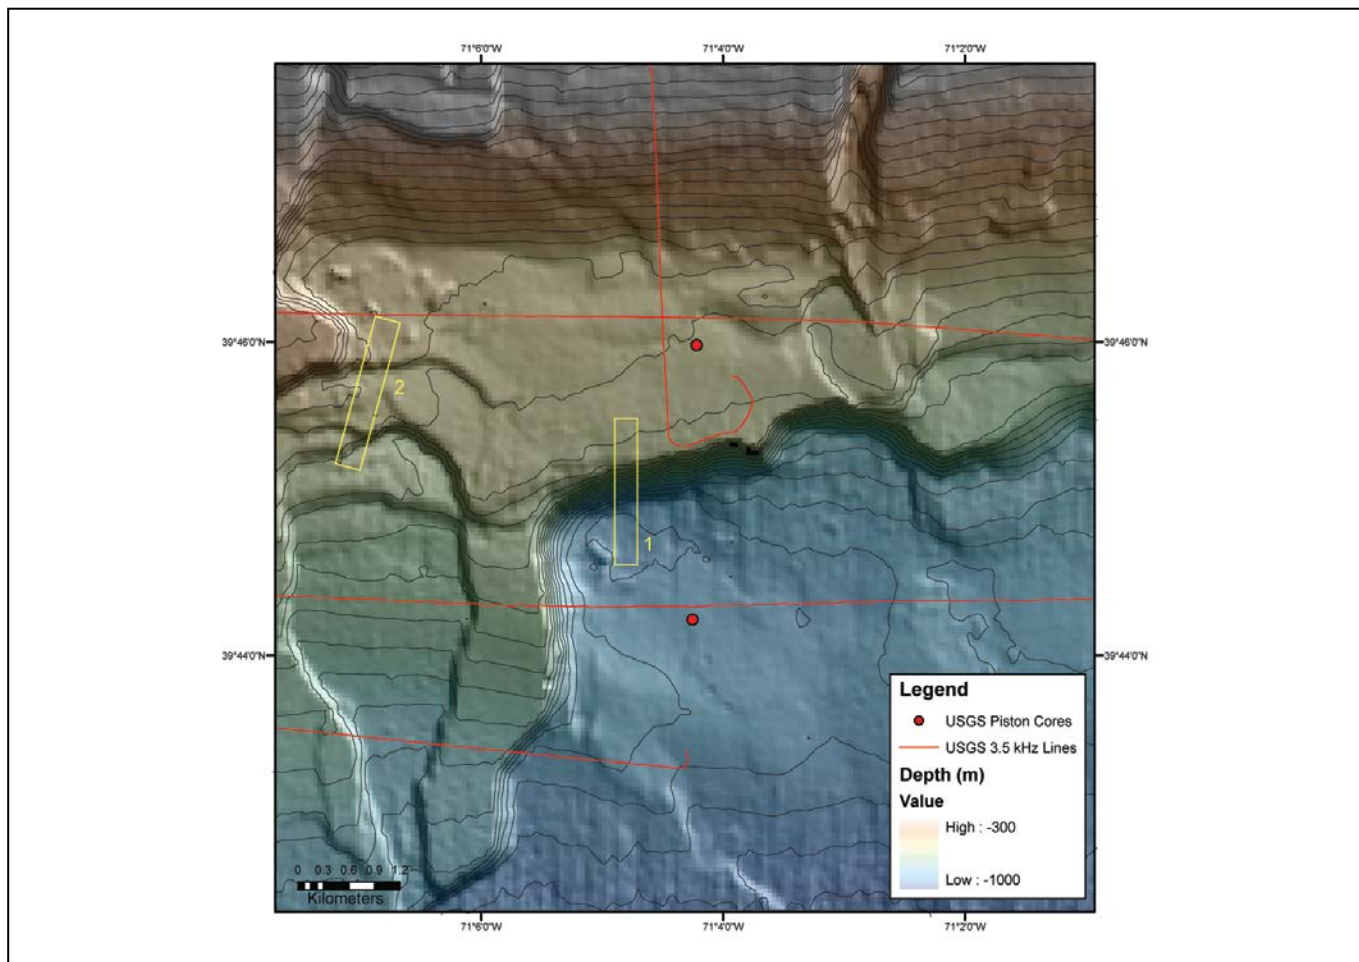 71°6'0"W 71°4'0"W 71°2'0"W
39°46'0"N 39°46'0"N
2
1
39°44'0"N 39°44'0"N
Legend
USGS Piston Cores
USGS 3.5 kHz Lines
Depth (m)
Value
High : -300
Low : -1000
0 0.3 0.6 0.9 1.2
Kilometers
71°6'0"W 71°4'0"W 71°2'0"W